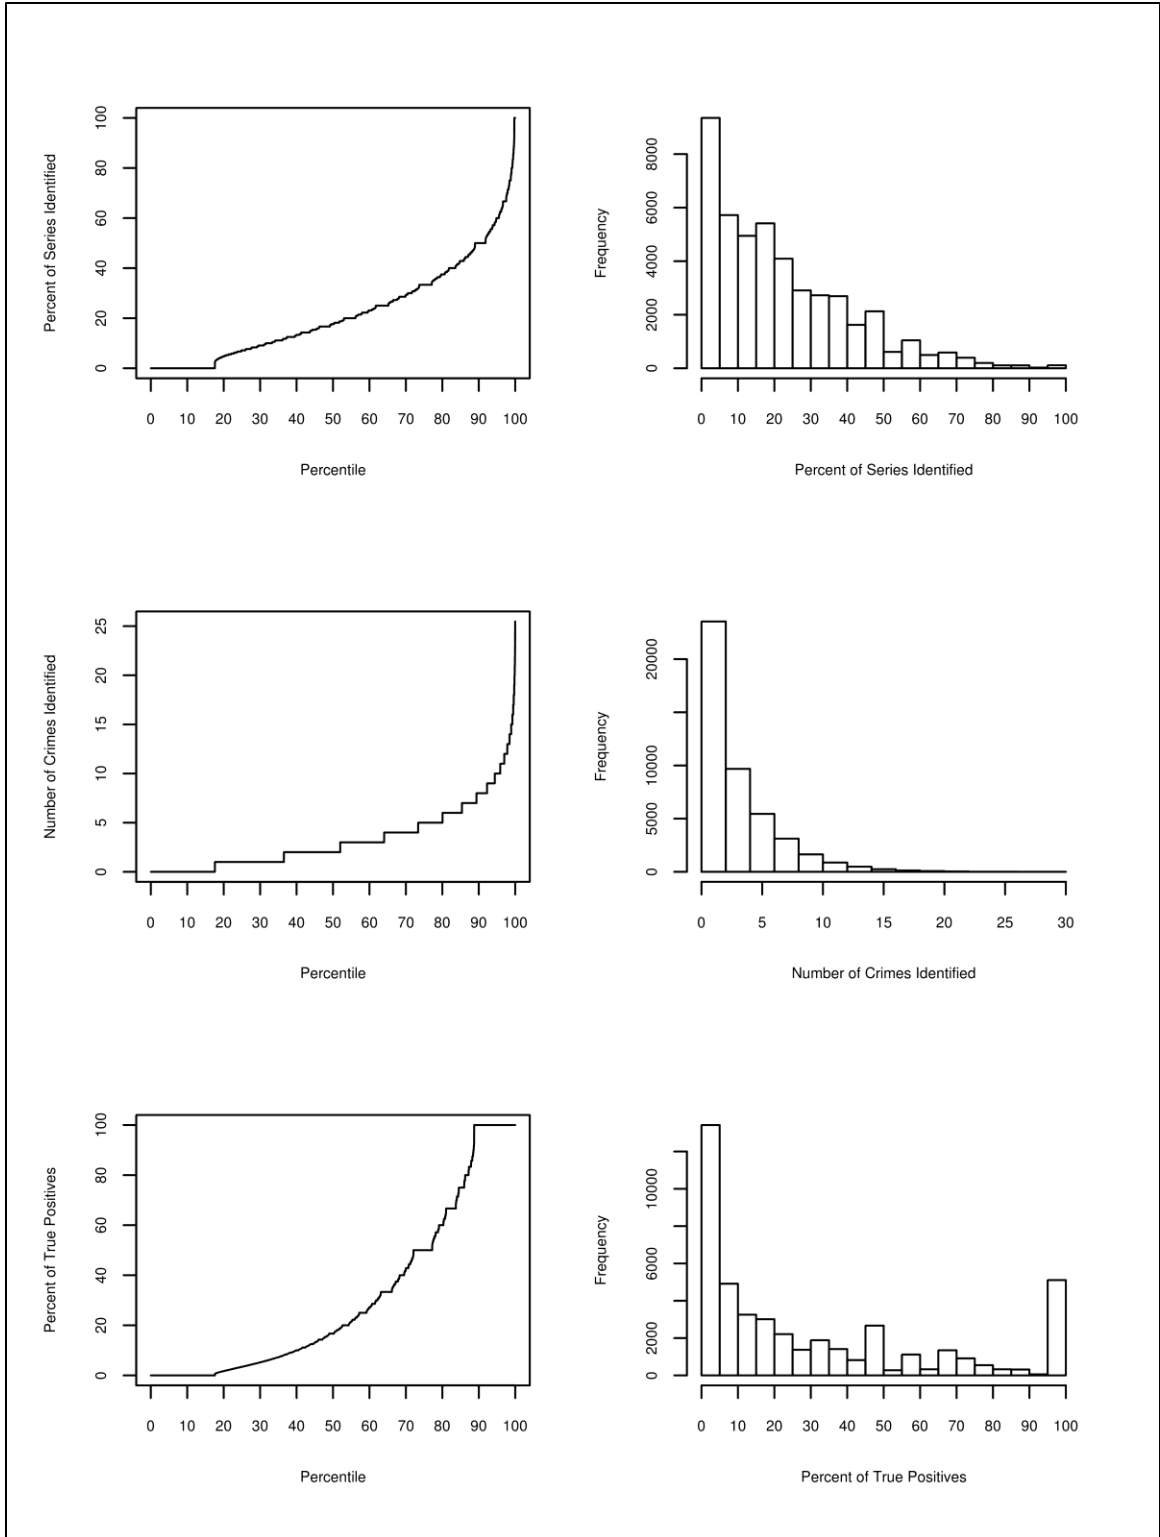 Percent of Series Identified
0 20 40 60 80 100
0 10 20 30 40 50 60 70 80 90 100
Percentile
Frequency
0 2000 4000 6000 8000
0 10 20 30 40 50 60 70 80 90 100
Percent of Series Identified
Number of Crimes Identified
0 5 10 15 20 25
0 10 20 30 40 50 60 70 80 90 100
Percentile
Frequency
0 5000 10000 20000
0 5 10 15 20 25 30
Number of Crimes Identified
Percent of True Positives
0 20 40 60 80 100
0 10 20 30 40 50 60 70 80 90 100
Percentile
Frequency
0 2000 6000 10000
0 10 20 30 40 50 60 70 80 90 100
Percent of True Positives